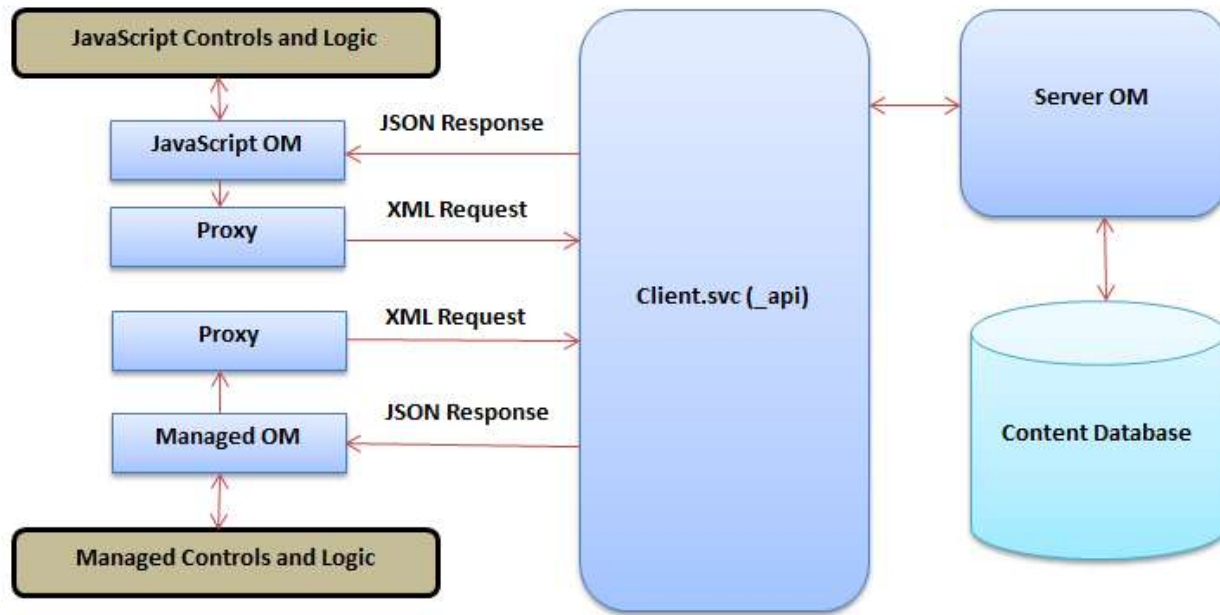 JavaScript Controls and Logic
JavaScript OM
JSON Response
Proxy
XML Request
Proxy
XML Request
Managed OM
JSON Response
Managed Controls and Logic
Client.svc (_api)
Server OM
Content Database